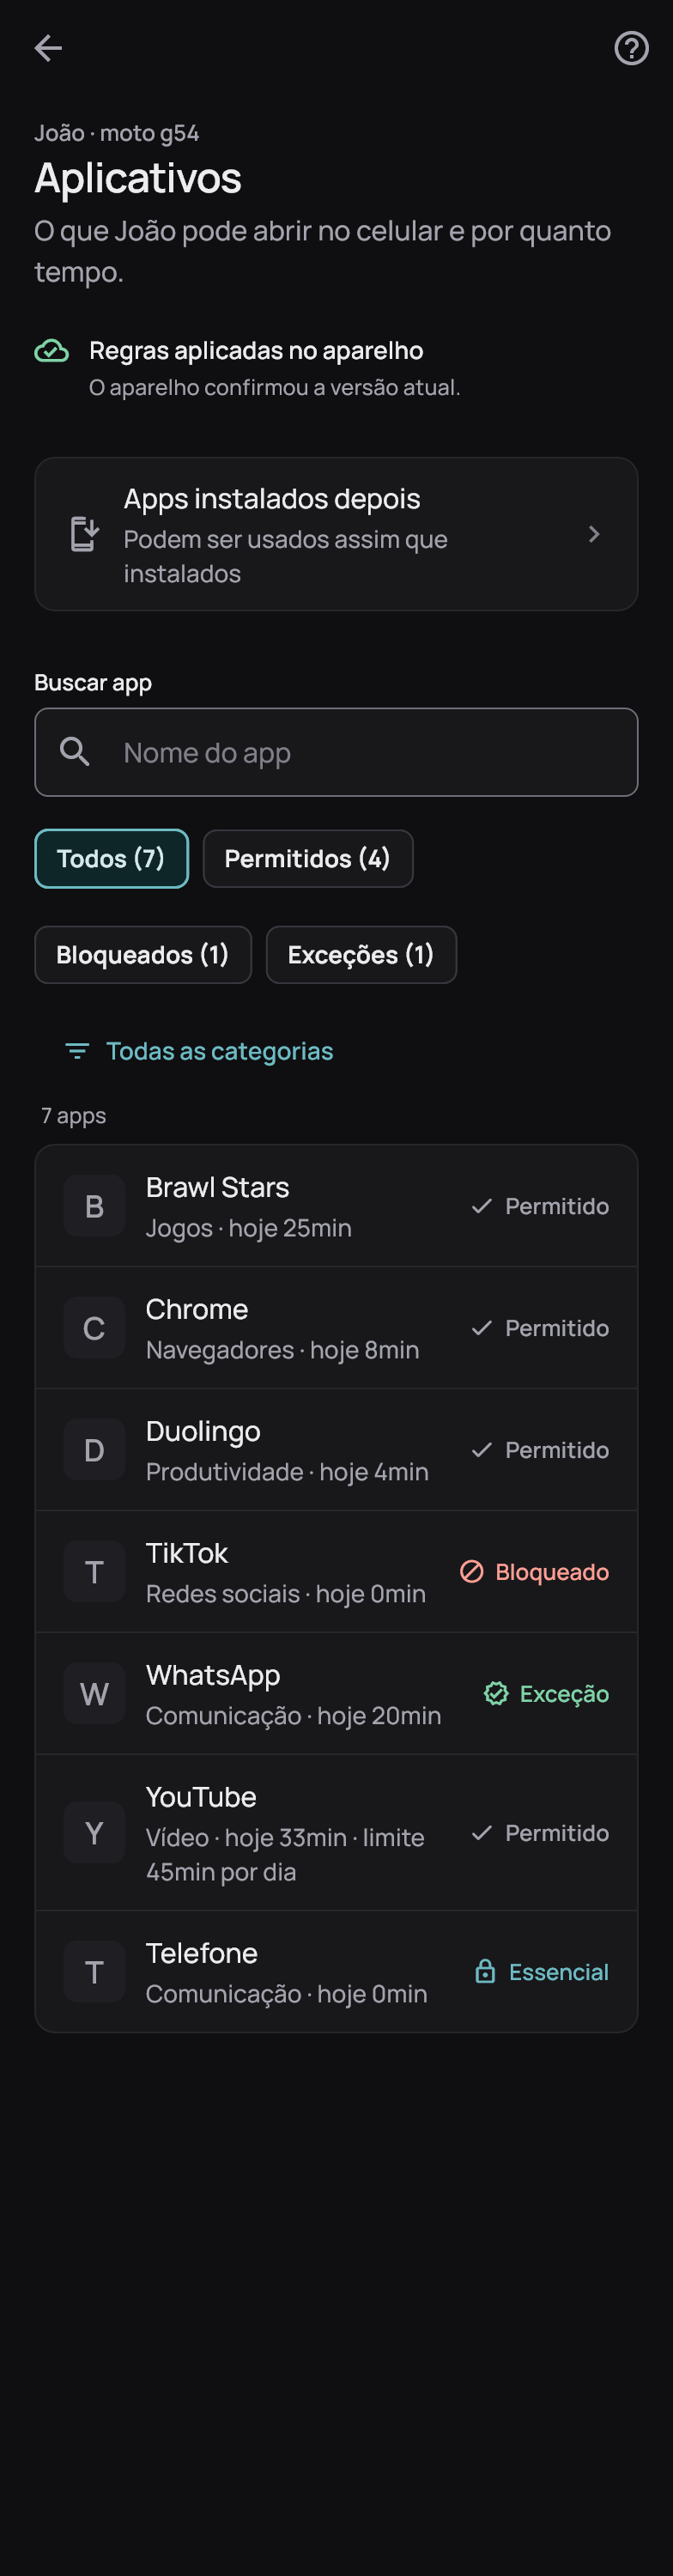 João · moto g54
Aplicativos
O que João pode abrir no celular e por quanto
tempo.
Regras aplicadas no aparelho
O aparelho confirmou a versão atual.
Apps instalados depois
Podem ser usados assim que
instalados
Buscar app
Nome do app
Todos (7)
Permitidos (4)
Bloqueados (1)
Exceções (1)
Todas as categorias
7 apps
B
Brawl Stars
Jogos · hoje 25min
Permitido
C
Chrome
Navegadores · hoje 8min
Permitido
D
Duolingo
Produtividade · hoje 4min
Permitido
T
TikTok
Redes sociais · hoje 0min
Bloqueado
W
WhatsApp
Comunicação · hoje 20min
Exceção
Y
YouTube
Vídeo · hoje 33min · limite
45min por dia
Permitido
T
Telefone
Comunicação · hoje 0min
Essencial